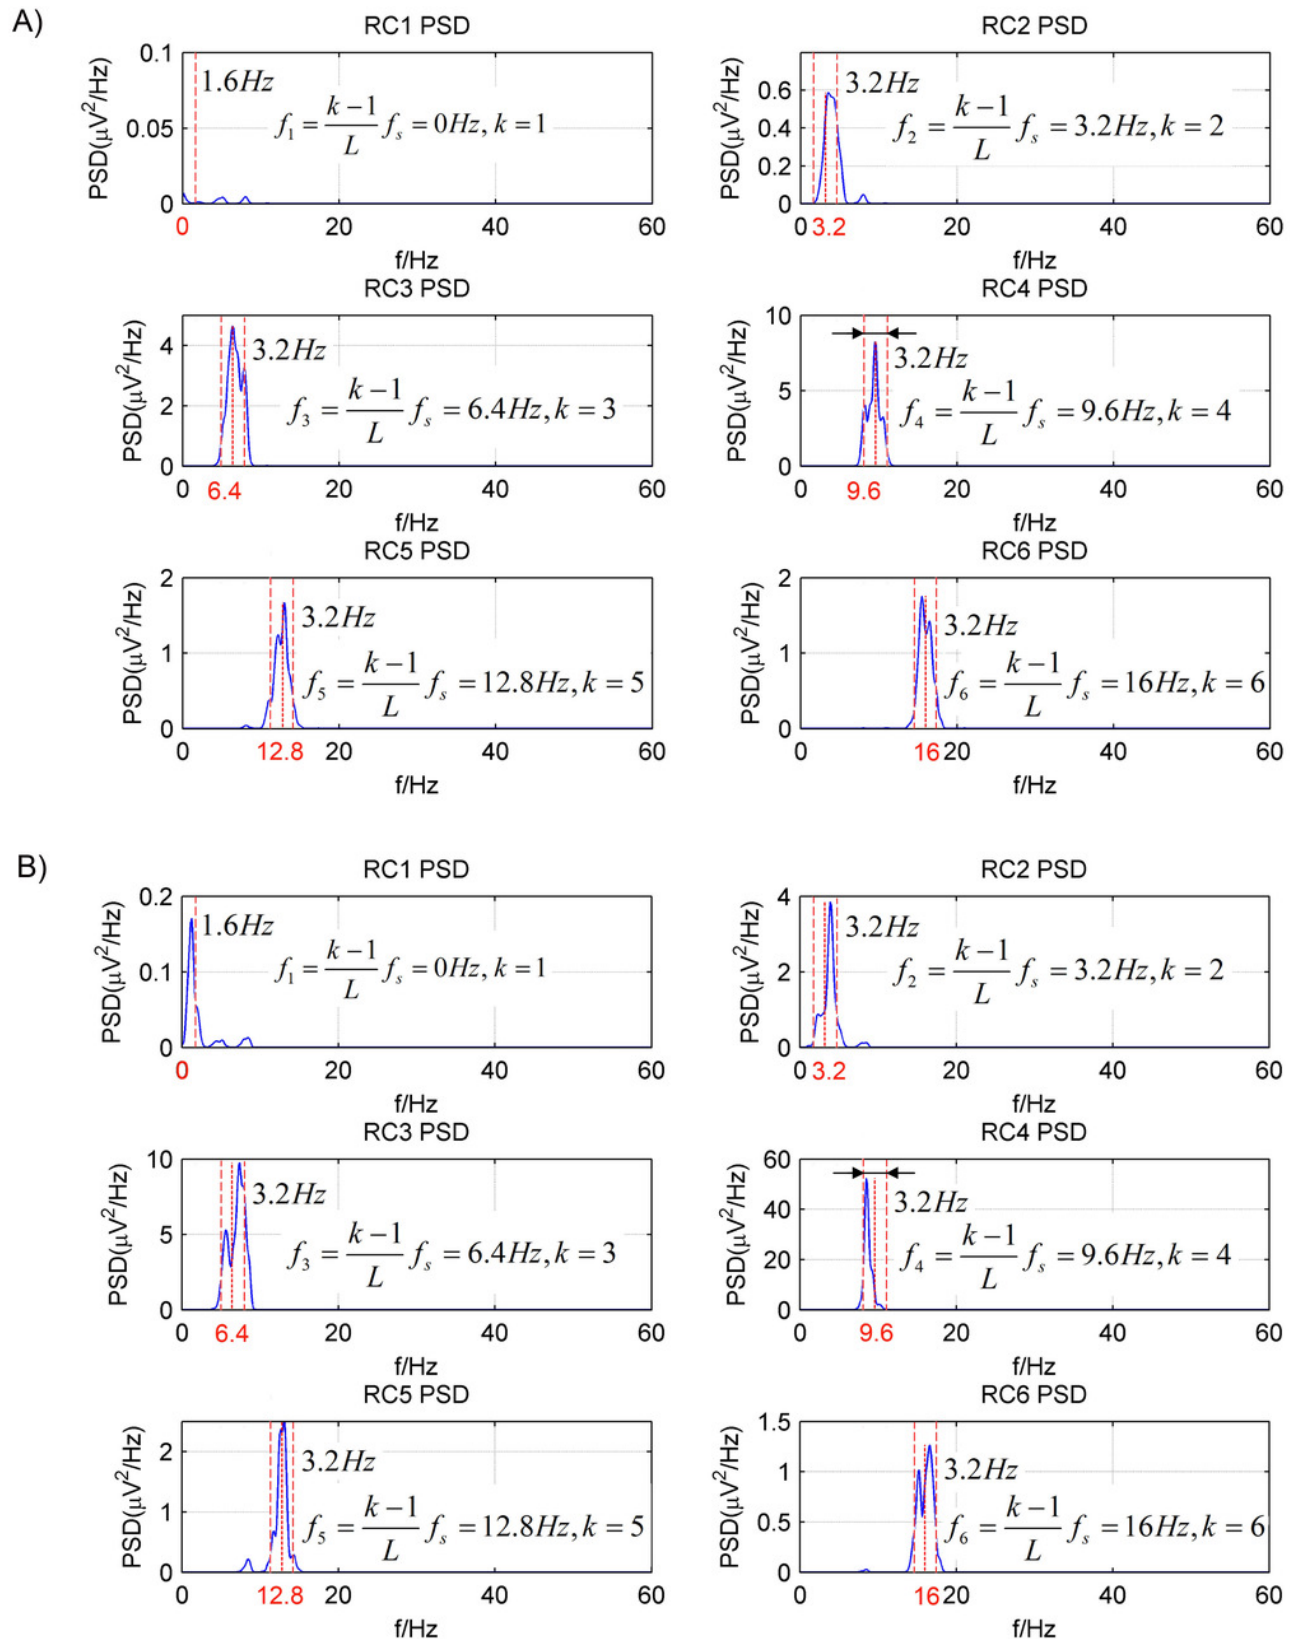 A)
RC1 PSD
PSD(μV²/Hz)
0.1
0.05
0
1.6Hz
f₁ = (k−1)/L fₛ = 0Hz, k = 1
0 20 40 60
f/Hz
RC2 PSD
PSD(μV²/Hz)
0.6
0.4
0.2
0
3.2Hz
f₂ = (k−1)/L fₛ = 3.2Hz, k = 2
0 3.2 20 40 60
f/Hz
RC3 PSD
PSD(μV²/Hz)
4
2
0
3.2Hz
f₃ = (k−1)/L fₛ = 6.4Hz, k = 3
0 6.4 20 40 60
f/Hz
RC4 PSD
PSD(μV²/Hz)
10
5
0
3.2Hz
f₄ = (k−1)/L fₛ = 9.6Hz, k = 4
0 9.6 20 40 60
f/Hz
RC5 PSD
PSD(μV²/Hz)
2
1
0
3.2Hz
f₅ = (k−1)/L fₛ = 12.8Hz, k = 5
0 12.8 20 40 60
f/Hz
RC6 PSD
PSD(μV²/Hz)
2
1
0
3.2Hz
f₆ = (k−1)/L fₛ = 16Hz, k = 6
0 16 20 40 60
f/Hz
B)
RC1 PSD
PSD(μV²/Hz)
0.2
0.1
0
1.6Hz
f₁ = (k−1)/L fₛ = 0Hz, k = 1
0 20 40 60
f/Hz
RC2 PSD
PSD(μV²/Hz)
4
2
0
3.2Hz
f₂ = (k−1)/L fₛ = 3.2Hz, k = 2
0 3.2 20 40 60
f/Hz
RC3 PSD
PSD(μV²/Hz)
10
5
0
3.2Hz
f₃ = (k−1)/L fₛ = 6.4Hz, k = 3
0 6.4 20 40 60
f/Hz
RC4 PSD
PSD(μV²/Hz)
60
40
20
0
3.2Hz
f₄ = (k−1)/L fₛ = 9.6Hz, k = 4
0 9.6 20 40 60
f/Hz
RC5 PSD
PSD(μV²/Hz)
2
1
0
3.2Hz
f₅ = (k−1)/L fₛ = 12.8Hz, k = 5
0 12.8 20 40 60
f/Hz
RC6 PSD
PSD(μV²/Hz)
1.5
1
0.5
0
3.2Hz
f₆ = (k−1)/L fₛ = 16Hz, k = 6
0 16 20 40 60
f/Hz